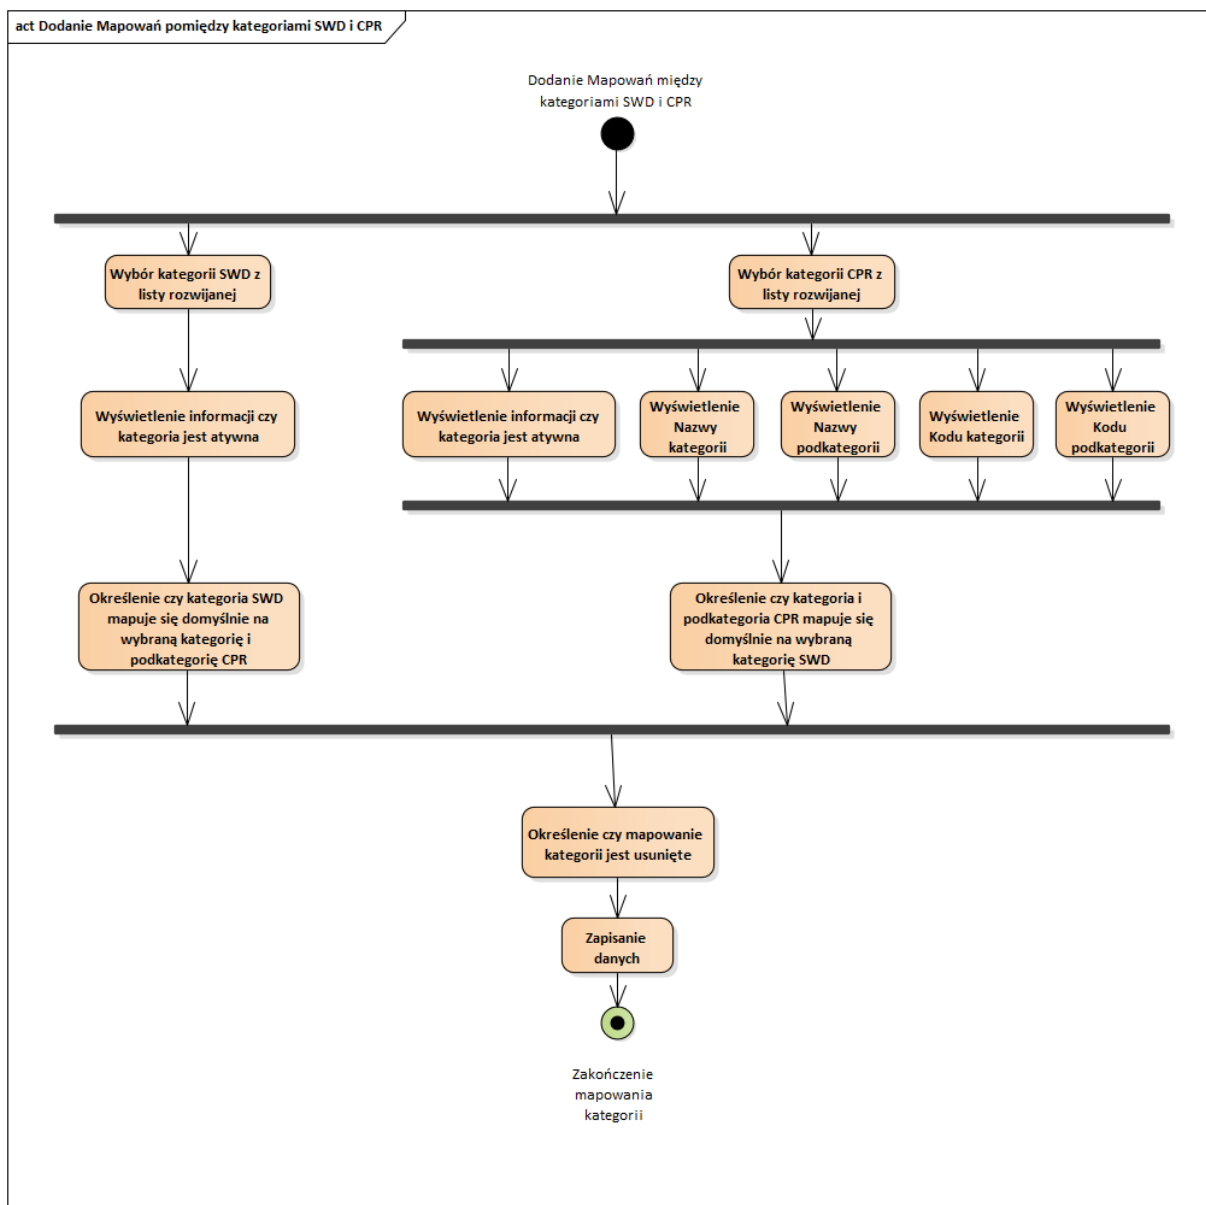 act Dodanie Mapowań pomiędzy kategoriami SWD i CPR
Dodanie Mapowań między
kategoriami SWD i CPR
Wybór kategorii SWD z
listy rozwijanej
Wybór kategorii CPR z
listy rozwijanej
Wyświetlenie informacji czy
kategoria jest atywna
Wyświetlenie informacji czy
kategoria jest atywna
Wyświetlenie
Nazwy
kategorii
Wyświetlenie
Nazwy
podkategorii
Wyświetlenie
Kodu kategorii
Wyświetlenie
Kodu
podkategorii
Określenie czy kategoria SWD
mapuje się domyślnie na
wybraną kategorię i
podkategorię CPR
Określenie czy kategoria i
podkategoria CPR mapuje się
domyślnie na wybraną
kategorię SWD
Określenie czy mapowanie
kategorii jest usunięte
Zapisanie
danych
Zakończenie
mapowania
kategorii